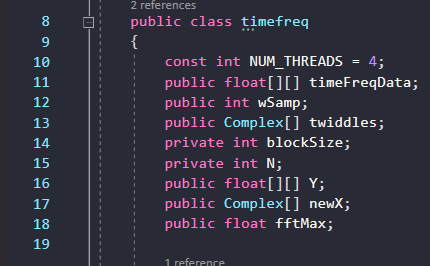 2 references
8 public class timefreq
9 {
10 const int NUM_THREADS = 4;
11 public float[][] timeFreqData;
12 public int wSamp;
13 public Complex[] twiddles;
14 private int blockSize;
15 private int N;
16 public float[][] Y;
17 public Complex[] newX;
18 public float fftMax;
19
1 reference